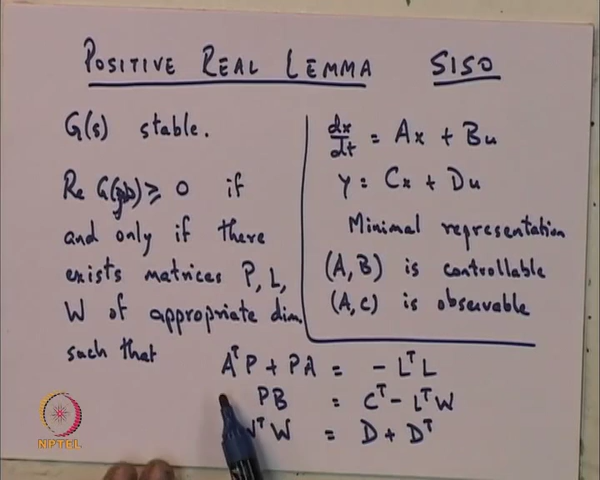 POSITIVE REAL LEMMA SISO
G(s) stable.
Re G(jω) ≥ 0 if
and only if there
exists matrices P, L,
W of appropriate dim.
such that
dx/dt = Ax + Bu
y = Cx + Du
Minimal representation
(A, B) is controllable
(A, C) is observable
AᵀP + PA = - LᵀL
PB = Cᵀ - LᵀW
WᵀW = D + Dᵀ
NPTEL